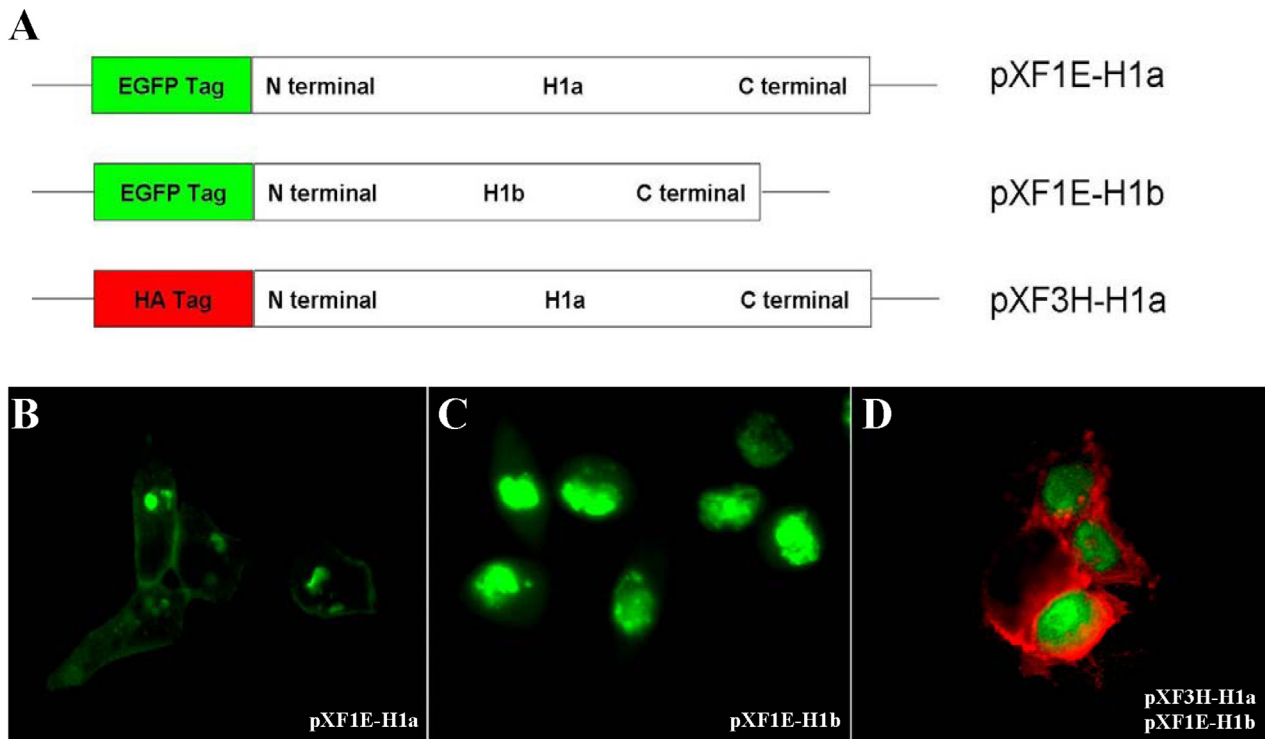 A
EGFP Tag N terminal H1a C terminal pXF1E-H1a
EGFP Tag N terminal H1b C terminal pXF1E-H1b
HA Tag N terminal H1a C terminal pXF3H-H1a
B
pXF1E-H1a
C
pXF1E-H1b
D
pXF3H-H1a
pXF1E-H1b